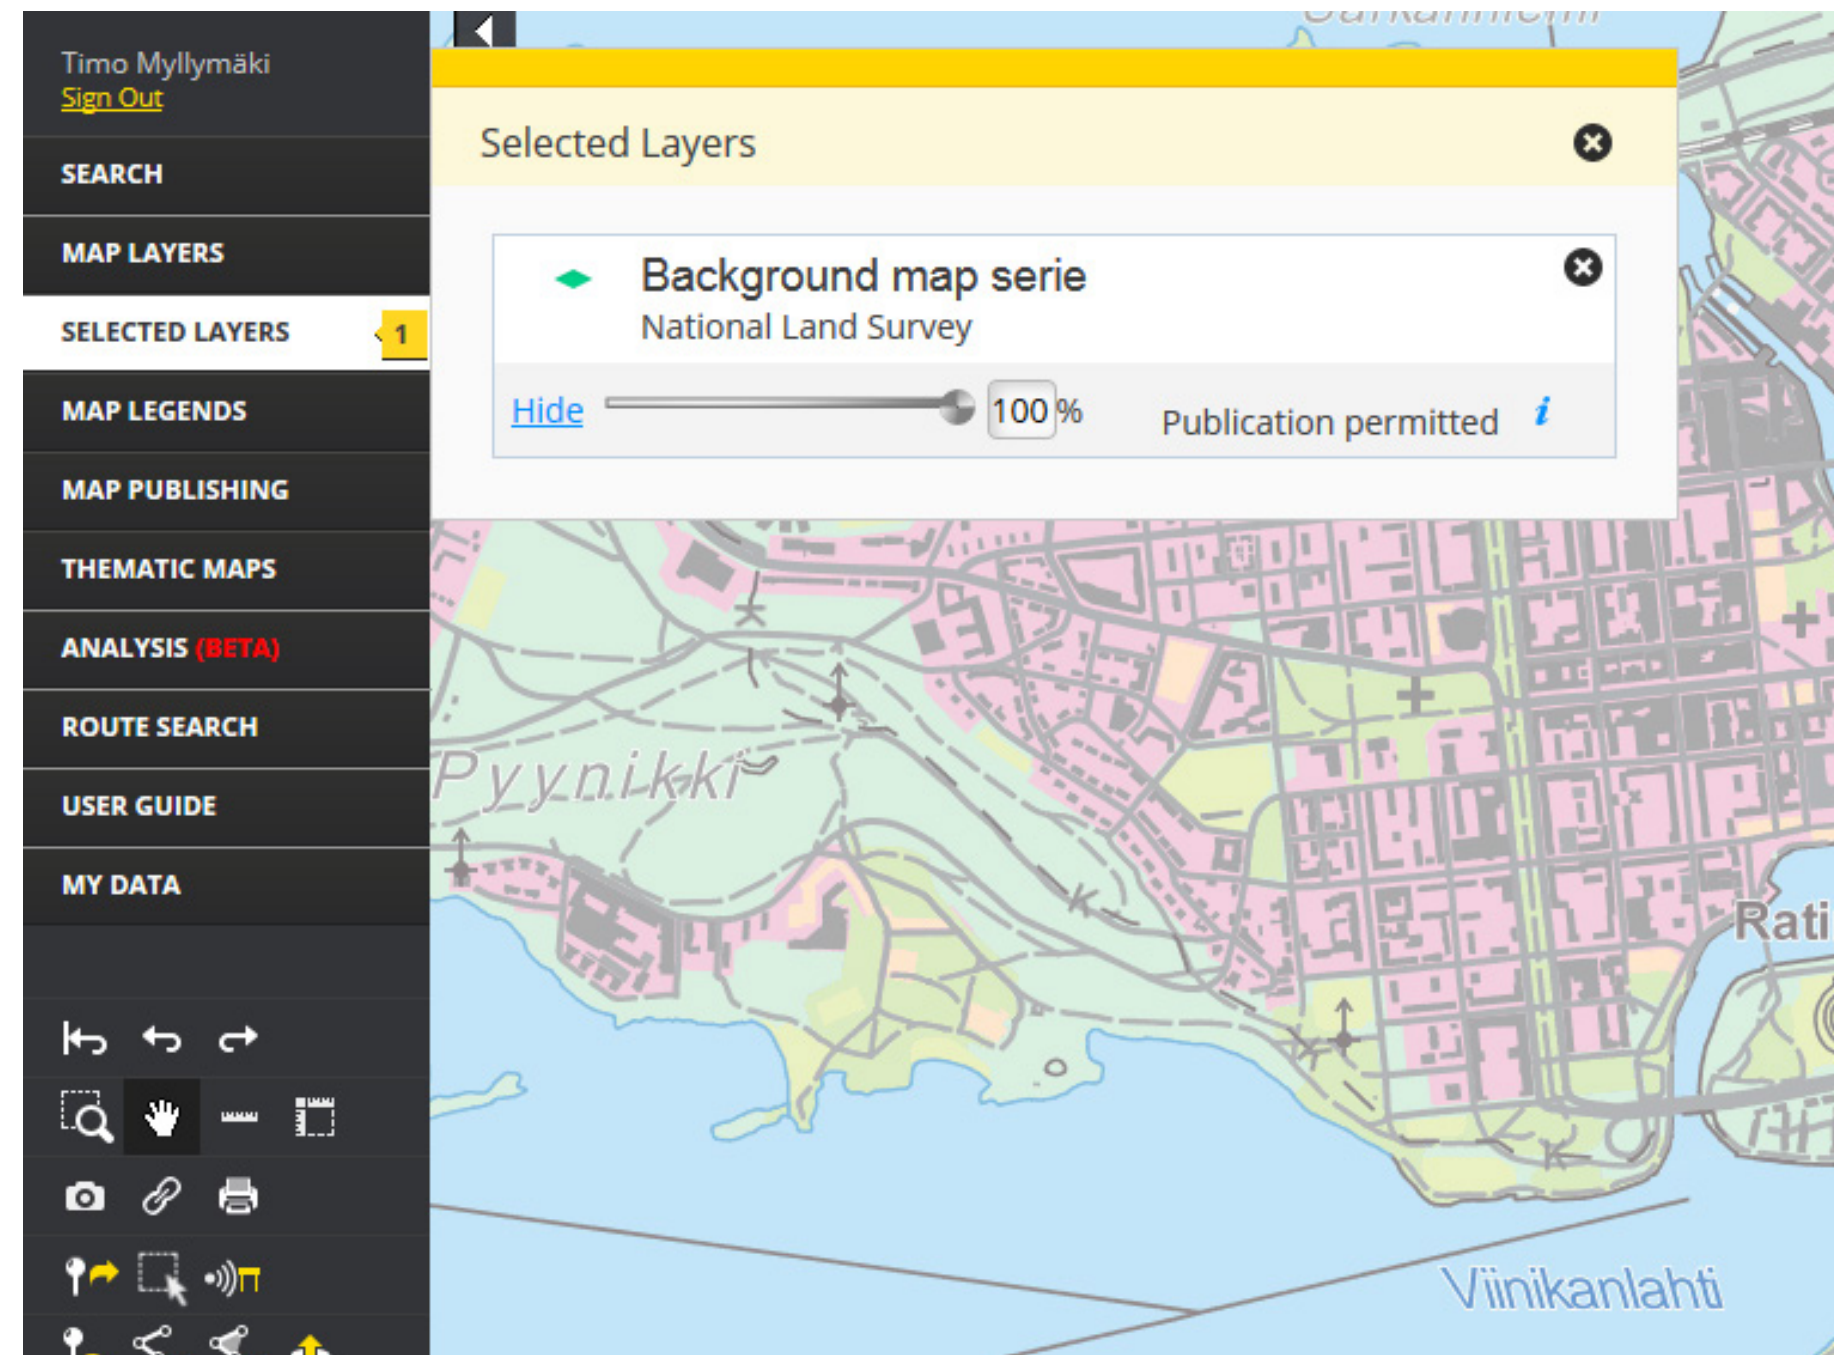 Timo Myllymäki
Sign Out
SEARCH
MAP LAYERS
SELECTED LAYERS 1
MAP LEGENDS
MAP PUBLISHING
THEMATIC MAPS
ANALYSIS (BETA)
ROUTE SEARCH
USER GUIDE
MY DATA
Selected Layers
Background map serie
National Land Survey
Hide 100 % Publication permitted i
Pyynikki
Rati
Viinikanlahti